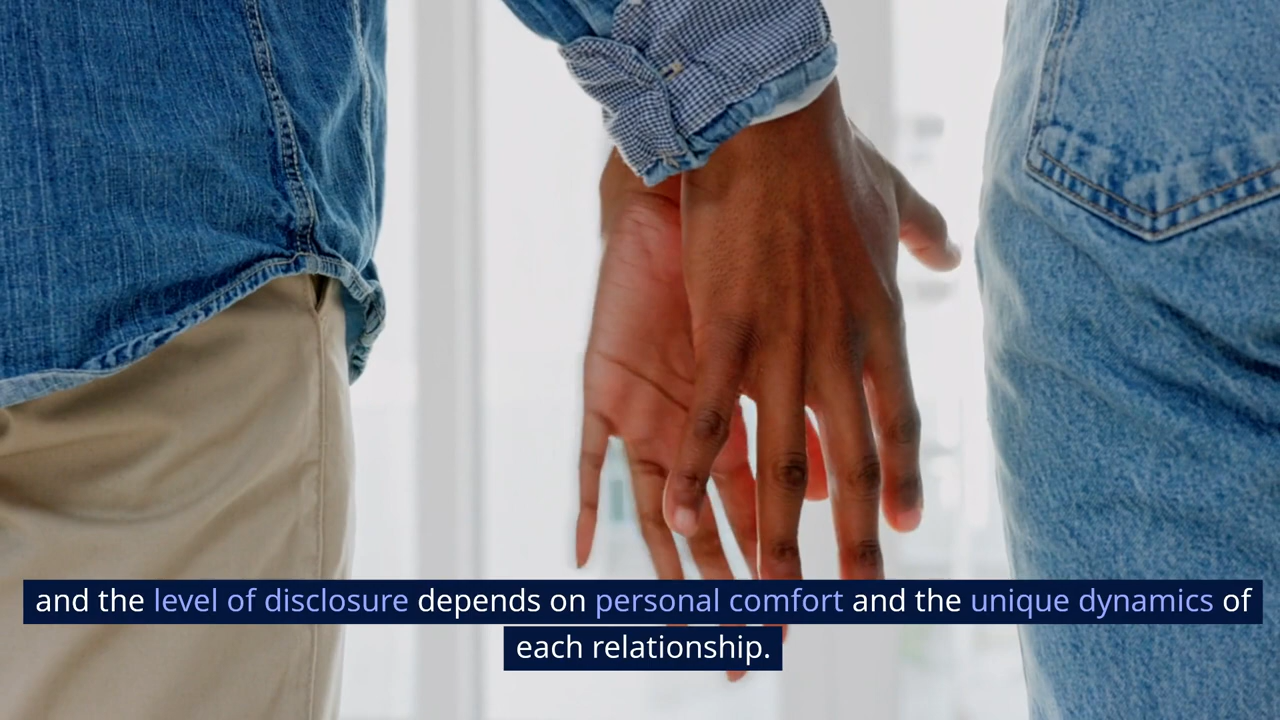 and the level of disclosure depends on personal comfort and the unique dynamics of
each relationship.